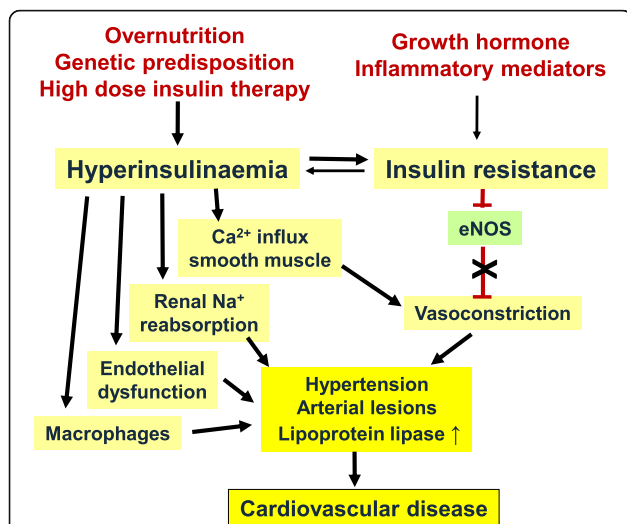 Overnutrition
Genetic predisposition
High dose insulin therapy
Growth hormone
Inflammatory mediators
Hyperinsulinaemia
Insulin resistance
eNOS
Ca²⁺ influx
smooth muscle
Renal Na⁺
reabsorption
Vasoconstriction
Endothelial
dysfunction
Macrophages
Hypertension
Arterial lesions
Lipoprotein lipase ↑
Cardiovascular disease